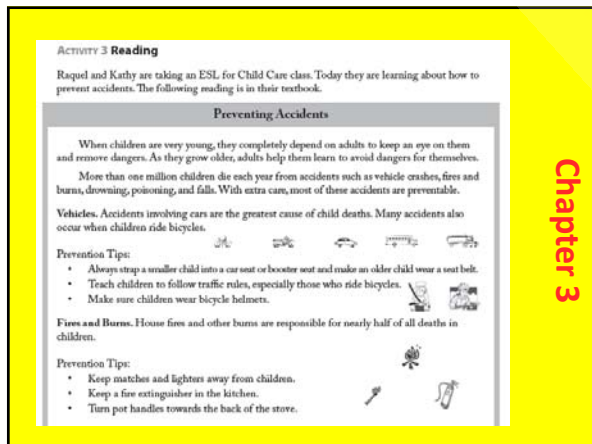 ACTIVITY 3 Reading
Raquel and Kathy are taking an ESL for Child Care class. Today they are learning about how to
prevent accidents. The following reading is in their textbook.
Preventing Accidents
When children are very young, they completely depend on adults to keep an eye on them
and remove dangers. As they grow older, adults help them learn to avoid dangers for themselves.
More than one million children die each year from accidents such as vehicle crashes, fires and
burns, drowning, poisoning, and falls. With extra care, most of these accidents are preventable.
Vehicles. Accidents involving cars are the greatest cause of child deaths. Many accidents also
occur when children ride bicycles.
Prevention Tips:
• Always strap a smaller child into a car seat or booster seat and make an older child wear a seat belt.
• Teach children to follow traffic rules, especially those who ride bicycles.
• Make sure children wear bicycle helmets.
Fires and Burns. House fires and other burns are responsible for nearly half of all deaths in
children.
Prevention Tips:
• Keep matches and lighters away from children.
• Keep a fire extinguisher in the kitchen.
• Turn pot handles towards the back of the stove.
Chapter 3